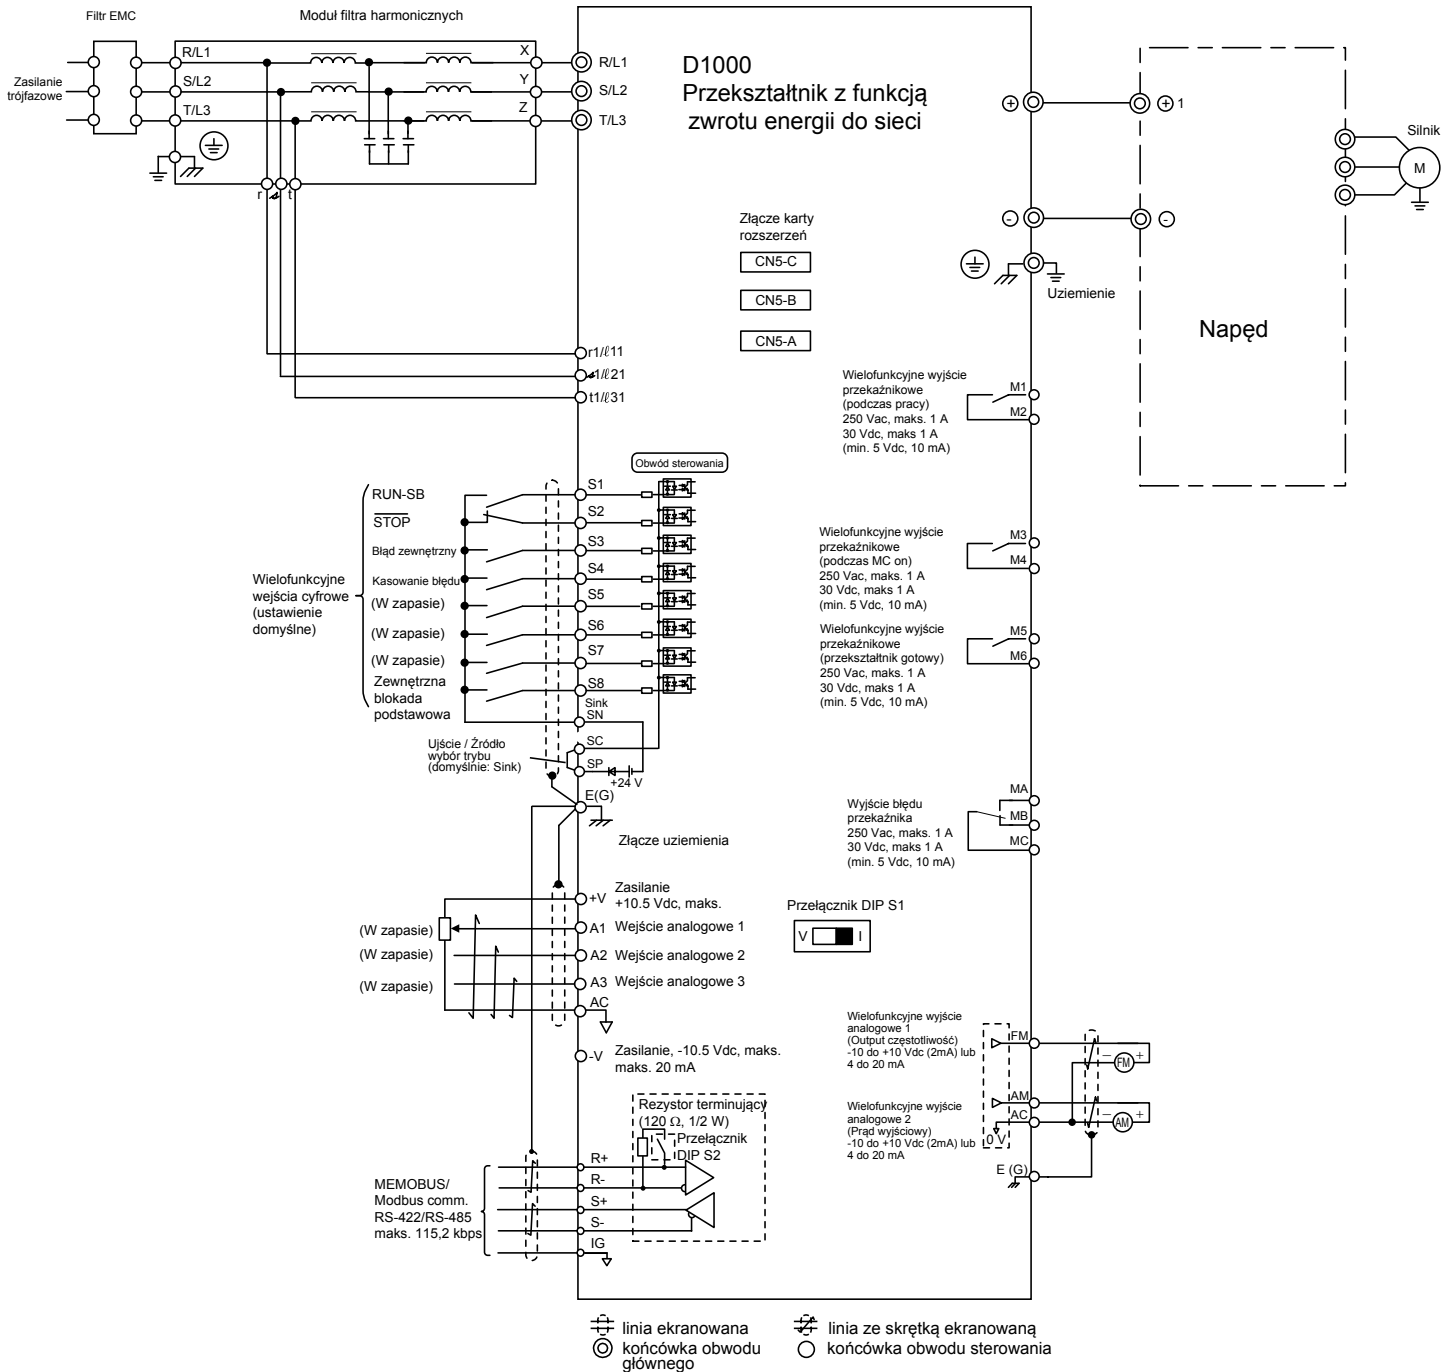 Filtr EMC
Moduł filtra harmonicznych
Zasilanie
trójfazowe
R/L1
S/L2
T/L3
X
Y
Z
r
t
R/L1
S/L2
T/L3
D1000
Przekształtnik z funkcją
zwrotu energii do sieci
+
-
+ 1
-
Silnik
M
Uziemienie
Napęd
Złącze karty
rozszerzeń
CN5-C
CN5-B
CN5-A
r1/ℓ11
1/ℓ21
t1/ℓ31
Wielofunkcyjne wyjście
przekaźnikowe
(podczas pracy)
250 Vac, maks. 1 A
30 Vdc, maks 1 A
(min. 5 Vdc, 10 mA)
M1
M2
Obwód sterowania
Wielofunkcyjne
wejścia cyfrowe
(ustawienie
domyślne)
RUN-SB
STOP
Błąd zewnętrzny
Kasowanie błędu
(W zapasie)
(W zapasie)
(W zapasie)
Zewnętrzna
blokada
podstawowa
S1
S2
S3
S4
S5
S6
S7
S8
Sink
SN
SC
SP
+24 V
Ujście / Źródło
wybór trybu
(domyślnie: Sink)
E(G)
Złącze uziemienia
Wielofunkcyjne wyjście
przekaźnikowe
(podczas MC on)
250 Vac, maks. 1 A
30 Vdc, maks 1 A
(min. 5 Vdc, 10 mA)
M3
M4
Wielofunkcyjne wyjście
przekaźnikowe
(przekształtnik gotowy)
250 Vac, maks. 1 A
30 Vdc, maks 1 A
(min. 5 Vdc, 10 mA)
M5
M6
Wyjście błędu
przekaźnika
250 Vac, maks. 1 A
30 Vdc, maks 1 A
(min. 5 Vdc, 10 mA)
MA
MB
MC
+V
Zasilanie
+10.5 Vdc, maks.
(W zapasie)
A1 Wejście analogowe 1
(W zapasie)
A2 Wejście analogowe 2
(W zapasie)
A3 Wejście analogowe 3
AC
-V
Zasilanie, -10.5 Vdc, maks.
maks. 20 mA
Przełącznik DIP S1
V I
Wielofunkcyjne wyjście
analogowe 1
(Output częstotliwość)
-10 do +10 Vdc (2mA) lub
4 do 20 mA
Wielofunkcyjne wyjście
analogowe 2
(Prąd wyjściowy)
-10 do +10 Vdc (2mA) lub
4 do 20 mA
FM
AM
AC
0 V
E (G)
− FM +
− AM +
Rezystor terminujący
(120 Ω, 1/2 W)
Przełącznik
DIP S2
MEMOBUS/
Modbus comm.
RS-422/RS-485
maks. 115,2 kbps
R+
R-
S+
S-
IG
linia ekranowana
linia ze skrętką ekranowaną
końcówka obwodu
głównego
końcówka obwodu sterowania